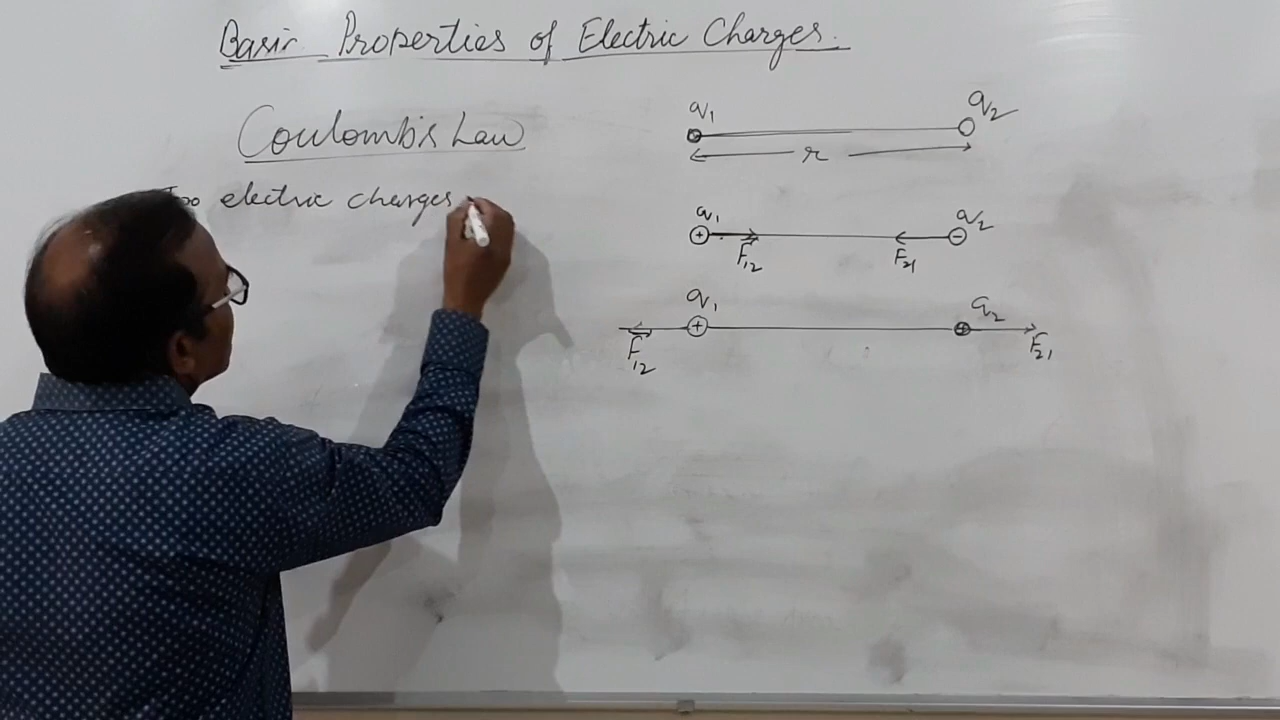 Basic Properties of Electric Charges.
Coulomb's Law
electric charges
q1 q2
r
q1 q2
+ −
F12 F21
q1 q2
+
F12 F21